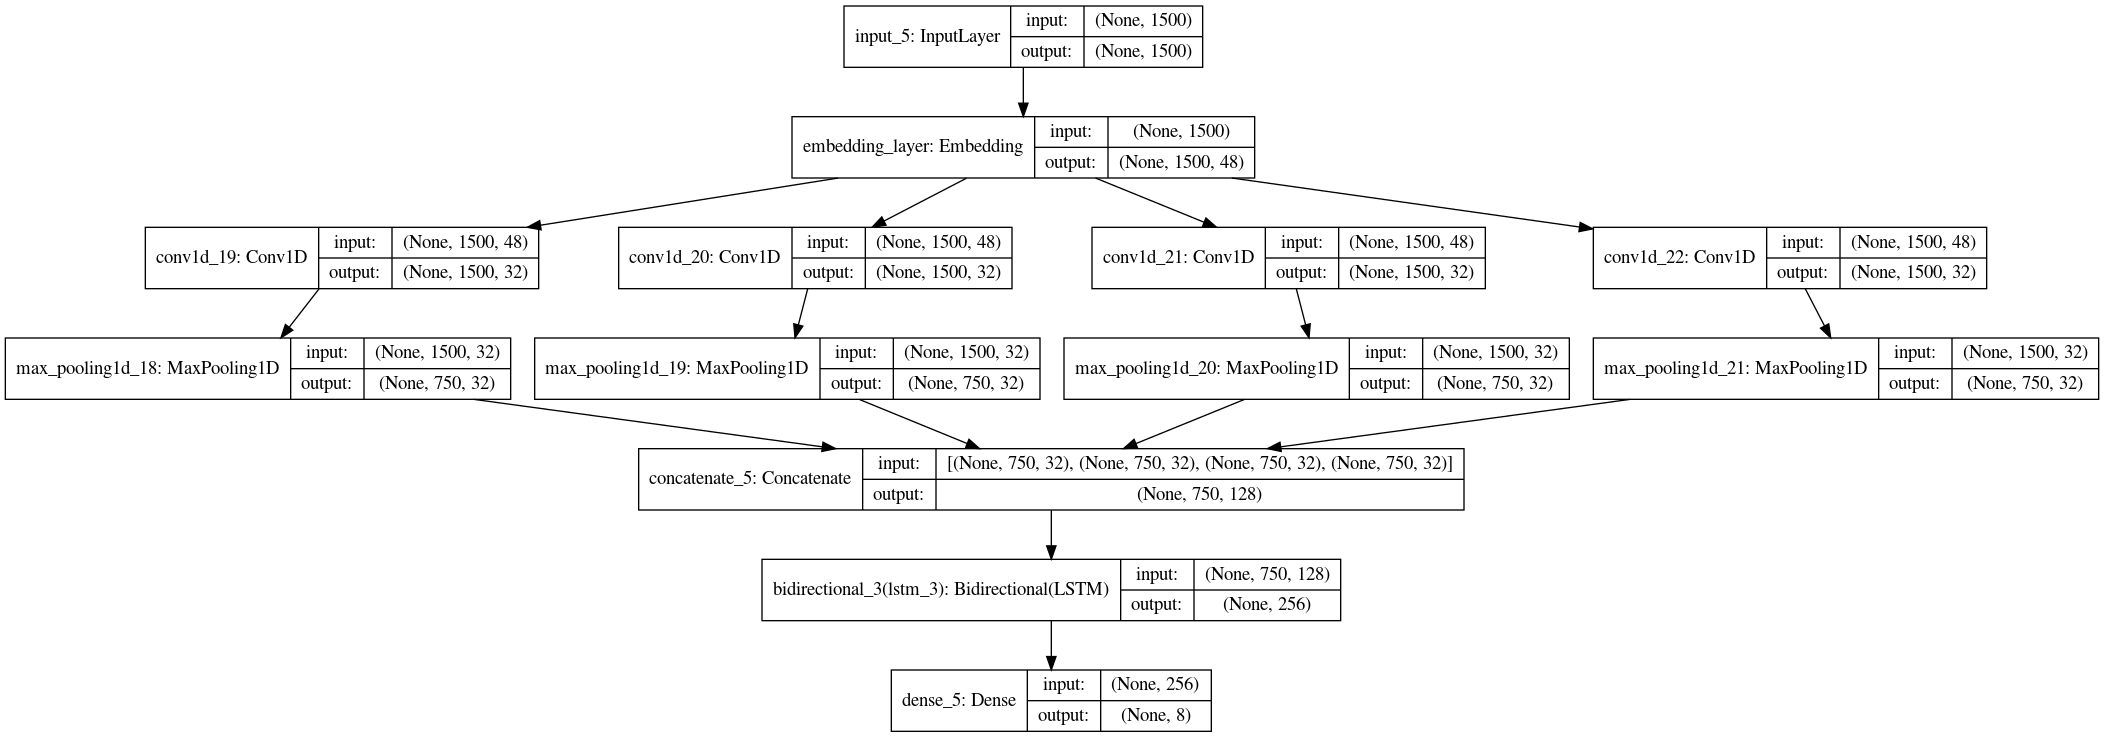 input_5: InputLayer
input:
(None, 1500)
output:
(None, 1500)
embedding_layer: Embedding
input:
(None, 1500)
output:
(None, 1500, 48)
conv1d_19: Conv1D
input:
(None, 1500, 48)
output:
(None, 1500, 32)
conv1d_20: Conv1D
input:
(None, 1500, 48)
output:
(None, 1500, 32)
conv1d_21: Conv1D
input:
(None, 1500, 48)
output:
(None, 1500, 32)
conv1d_22: Conv1D
input:
(None, 1500, 48)
output:
(None, 1500, 32)
max_pooling1d_18: MaxPooling1D
input:
(None, 1500, 32)
output:
(None, 750, 32)
max_pooling1d_19: MaxPooling1D
input:
(None, 1500, 32)
output:
(None, 750, 32)
max_pooling1d_20: MaxPooling1D
input:
(None, 1500, 32)
output:
(None, 750, 32)
max_pooling1d_21: MaxPooling1D
input:
(None, 1500, 32)
output:
(None, 750, 32)
concatenate_5: Concatenate
input:
[(None, 750, 32), (None, 750, 32), (None, 750, 32), (None, 750, 32)]
output:
(None, 750, 128)
bidirectional_3(lstm_3): Bidirectional(LSTM)
input:
(None, 750, 128)
output:
(None, 256)
dense_5: Dense
input:
(None, 256)
output:
(None, 8)